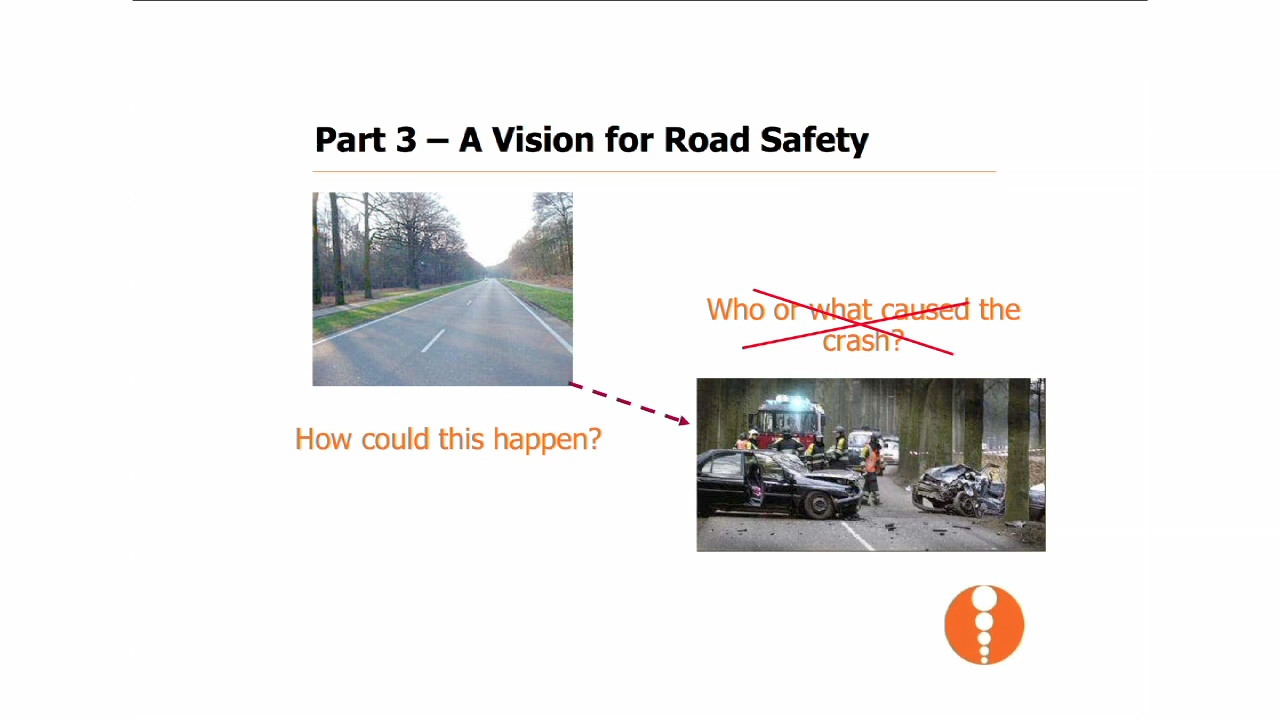 Part 3 – A Vision for Road Safety
Who or what caused the
crash?
How could this happen?